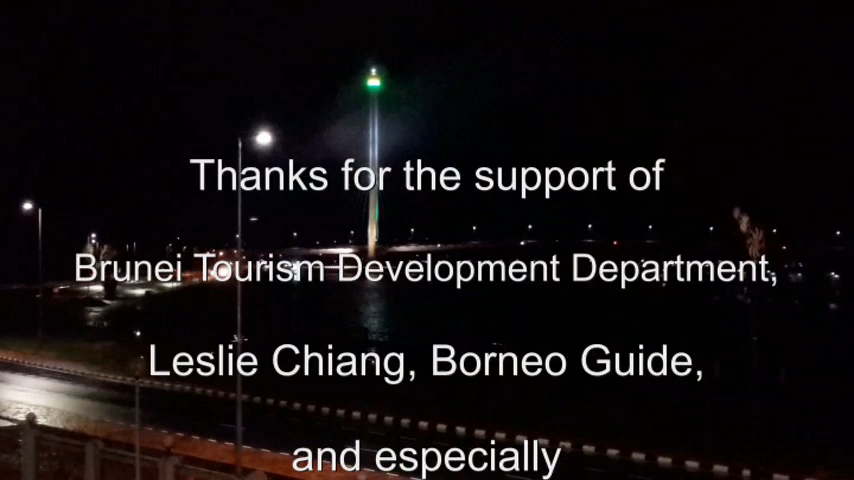 Thanks for the support of
Brunei Tourism Development Department,
Leslie Chiang, Borneo Guide,
and especially